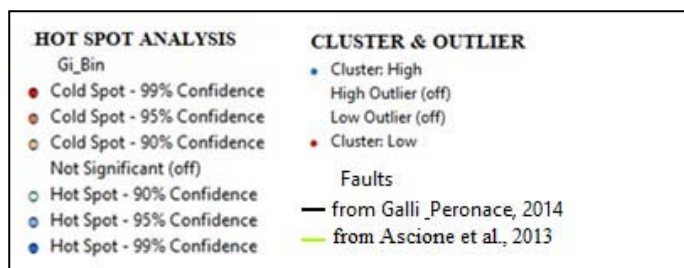 HOT SPOT ANALYSIS
Gi_Bin
Cold Spot - 99% Confidence
Cold Spot - 95% Confidence
Cold Spot - 90% Confidence
Not Significant (off)
Hot Spot - 90% Confidence
Hot Spot - 95% Confidence
Hot Spot - 99% Confidence
CLUSTER & OUTLIER
Cluster: High
High Outlier (off)
Low Outlier (off)
Cluster: Low
Faults
from Galli _Peronace, 2014
from Ascione et al., 2013